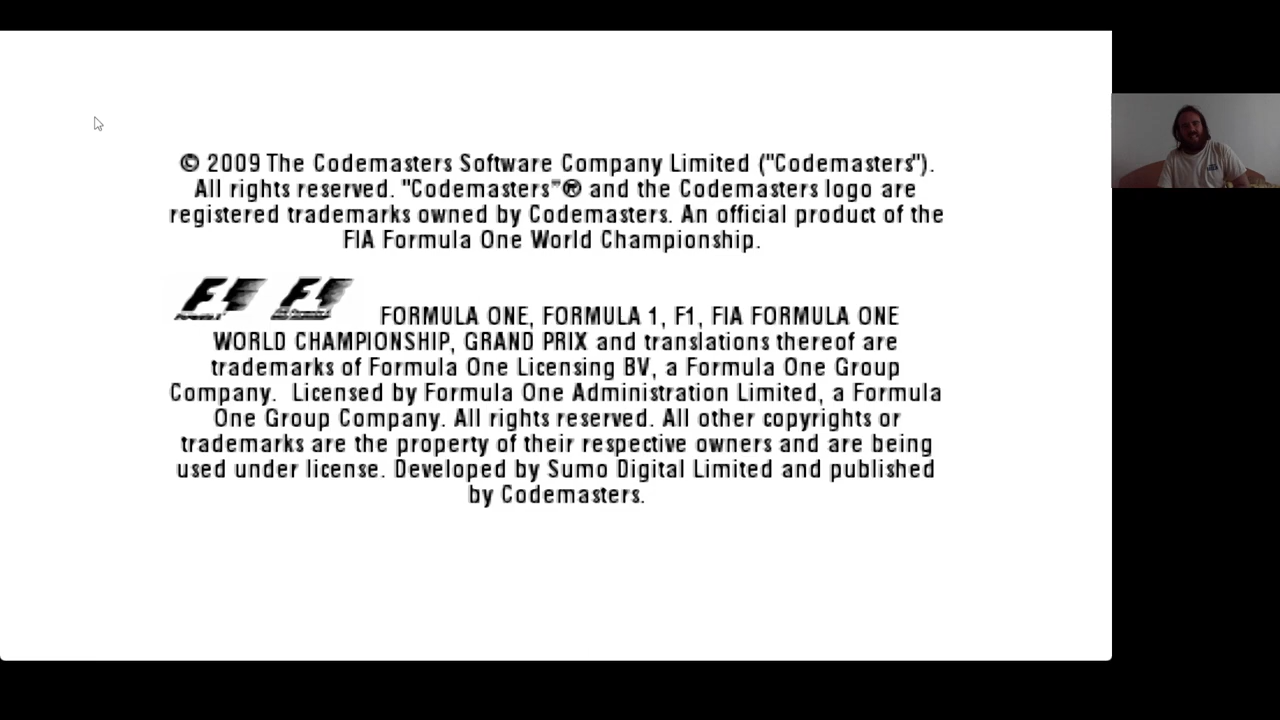 © 2009 The Codemasters Software Company Limited ("Codemasters").
All rights reserved. "Codemasters"® and the Codemasters logo are
registered trademarks owned by Codemasters. An official product of the
FIA Formula One World Championship.
F1 F1 FORMULA ONE, FORMULA 1, F1, FIA FORMULA ONE
WORLD CHAMPIONSHIP, GRAND PRIX and translations thereof are
trademarks of Formula One Licensing BV, a Formula One Group
Company. Licensed by Formula One Administration Limited, a Formula
One Group Company. All rights reserved. All other copyrights or
trademarks are the property of their respective owners and are being
used under license. Developed by Sumo Digital Limited and published
by Codemasters.